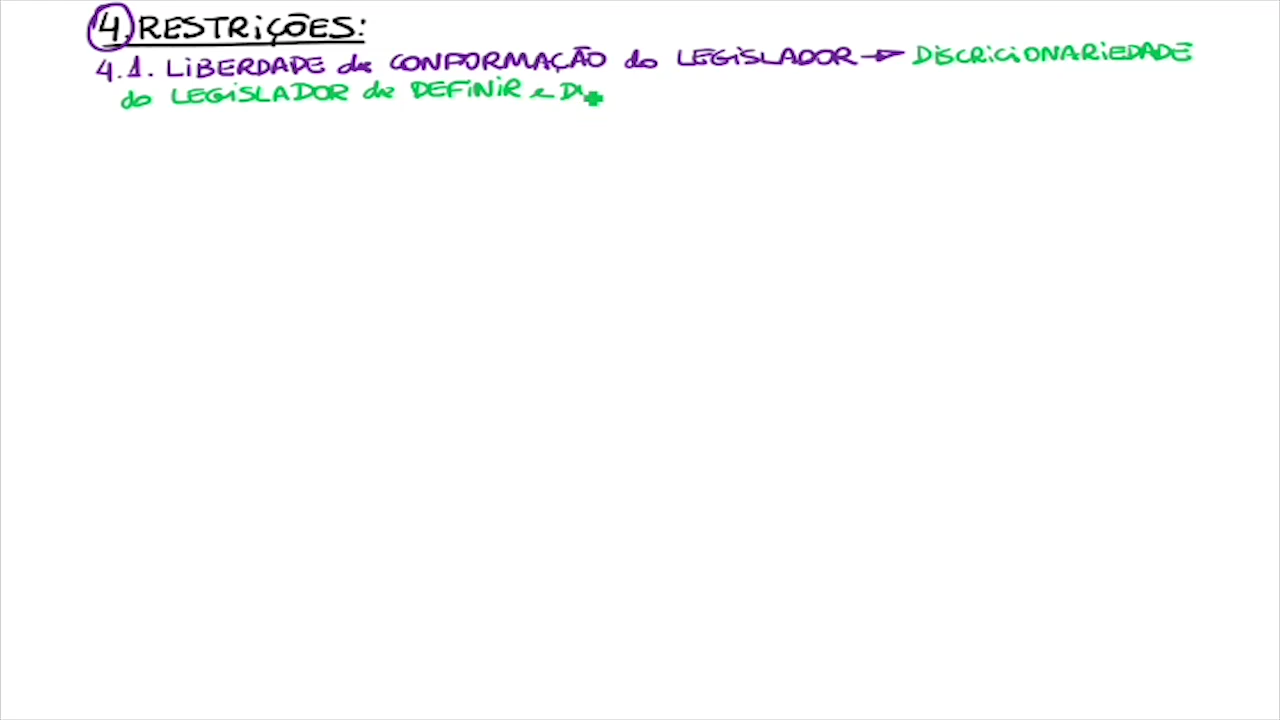 4 RESTRIÇÕES:
4.1. LIBERDADE de CONFORMAÇÃO do LEGISLADOR → DISCRICIONARIEDADE
do LEGISLADOR de DEFINIR e